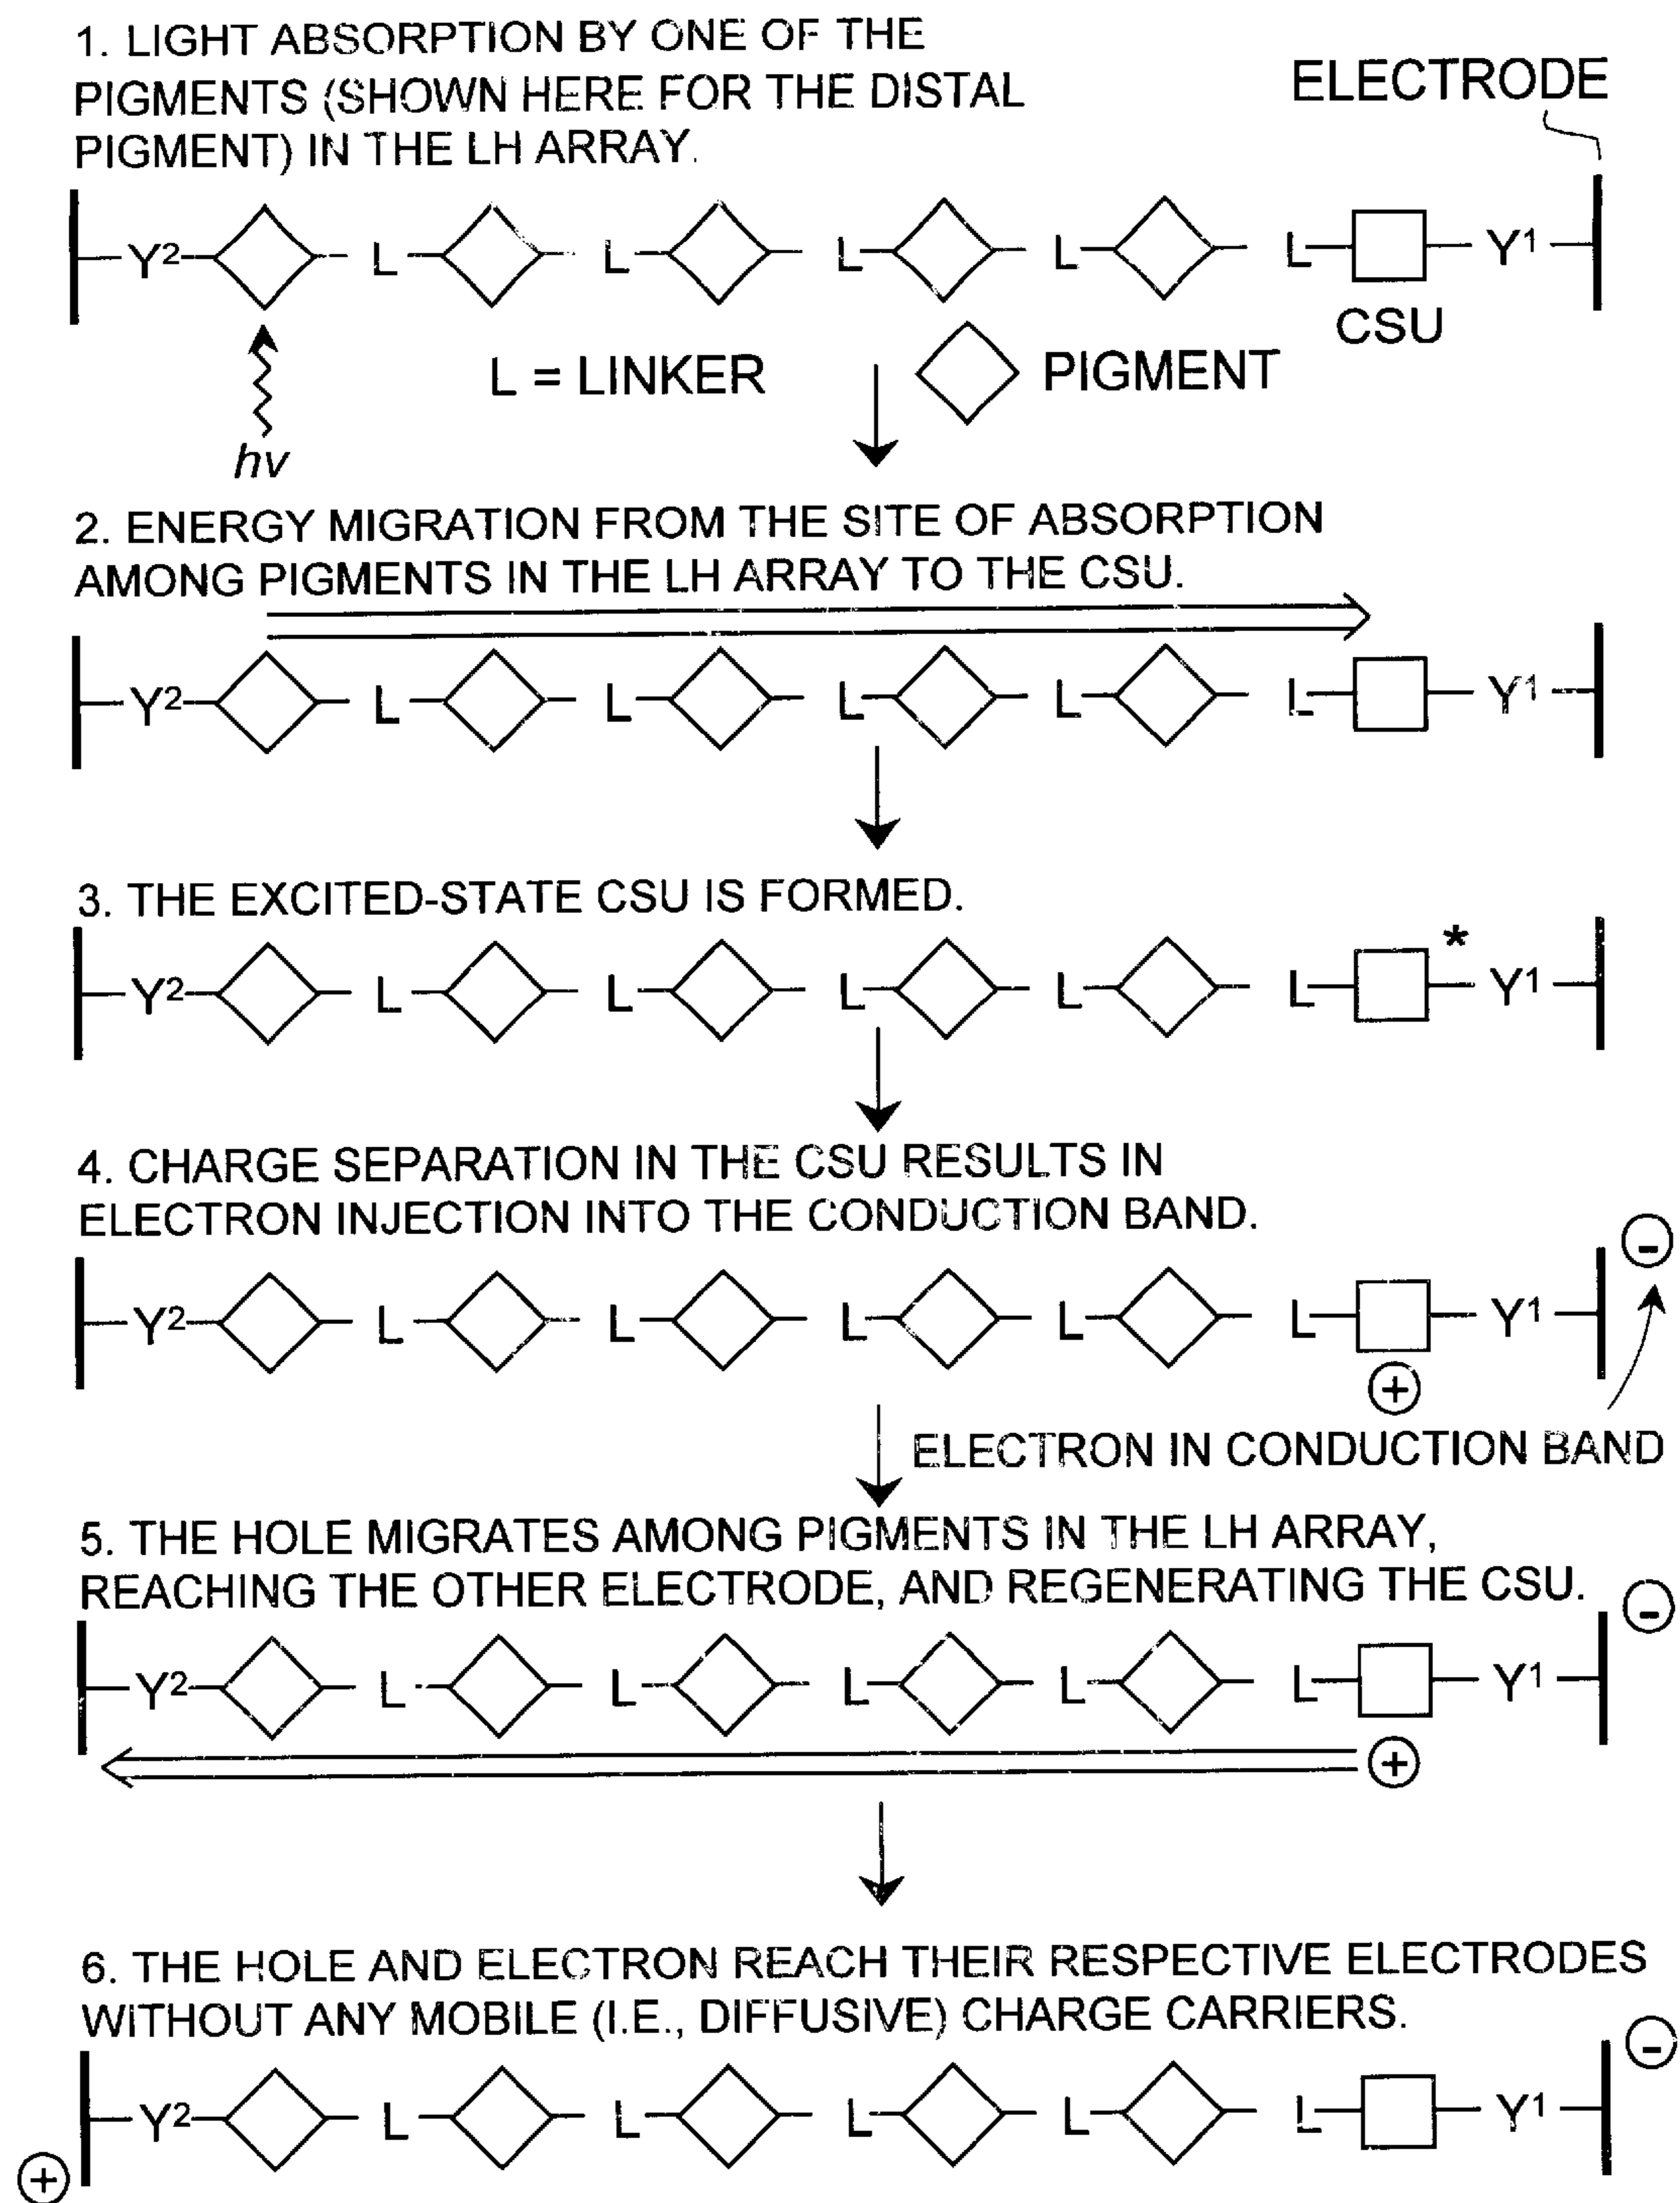 1. LIGHT ABSORPTION BY ONE OF THE
PIGMENTS (SHOWN HERE FOR THE DISTAL
PIGMENT) IN THE LH ARRAY.
ELECTRODE
Y2 L L L L L Y1
CSU
L = LINKER
PIGMENT
hν
2. ENERGY MIGRATION FROM THE SITE OF ABSORPTION
AMONG PIGMENTS IN THE LH ARRAY TO THE CSU.
Y2 L L L L L Y1
3. THE EXCITED-STATE CSU IS FORMED.
*
Y2 L L L L L Y1
4. CHARGE SEPARATION IN THE CSU RESULTS IN
ELECTRON INJECTION INTO THE CONDUCTION BAND.
-
Y2 L L L L L Y1
+
ELECTRON IN CONDUCTION BAND
5. THE HOLE MIGRATES AMONG PIGMENTS IN THE LH ARRAY,
REACHING THE OTHER ELECTRODE, AND REGENERATING THE CSU.
-
Y2 L L L L L Y1
+
6. THE HOLE AND ELECTRON REACH THEIR RESPECTIVE ELECTRODES
WITHOUT ANY MOBILE (I.E., DIFFUSIVE) CHARGE CARRIERS.
-
Y2 L L L L L Y1
+